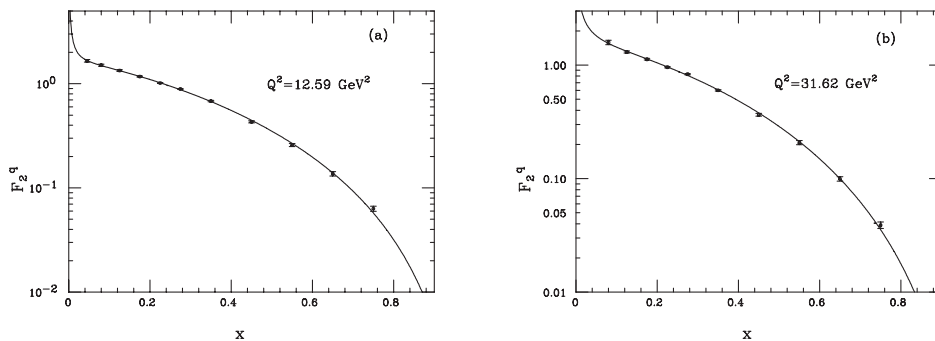 (a)
Q²=12.59 GeV²
F₂^q
10⁰
10⁻¹
10⁻²
0 0.2 0.4 0.6 0.8
x
(b)
Q²=31.62 GeV²
F₂^q
1.00
0.50
0.10
0.05
0.01
0 0.2 0.4 0.6 0.8
x